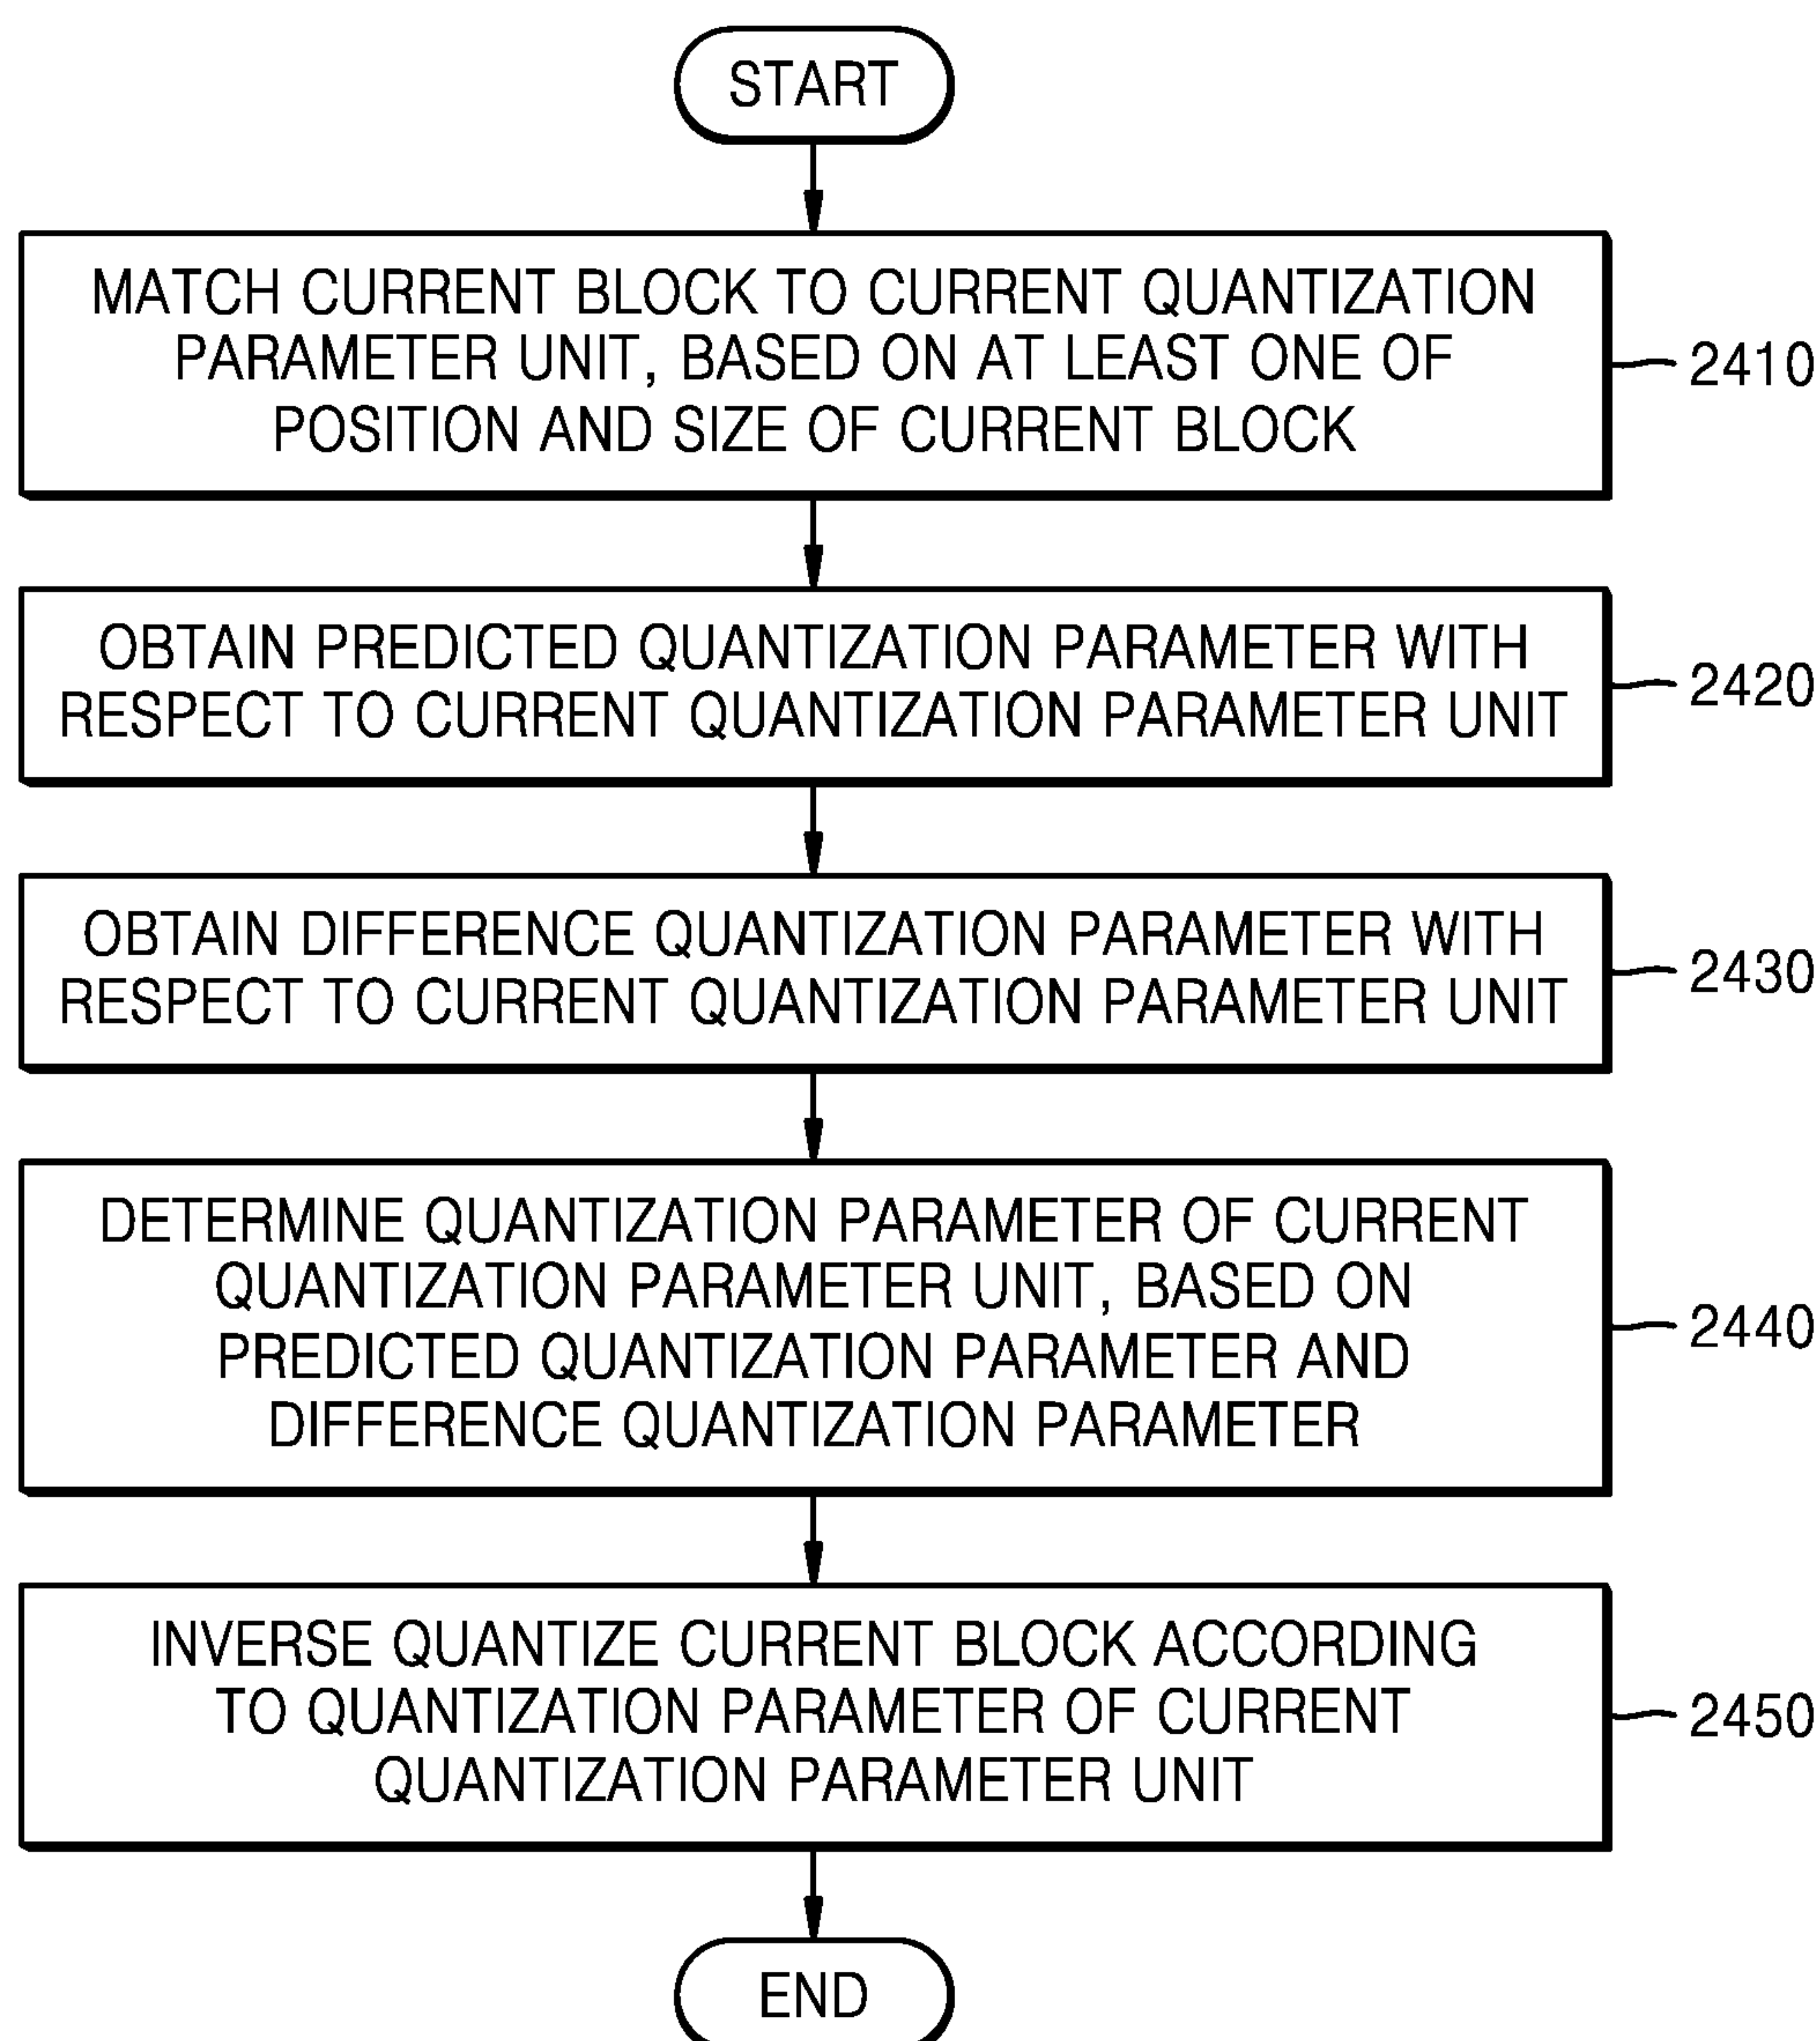 START
MATCH CURRENT BLOCK TO CURRENT QUANTIZATION
PARAMETER UNIT, BASED ON AT LEAST ONE OF
POSITION AND SIZE OF CURRENT BLOCK
2410
OBTAIN PREDICTED QUANTIZATION PARAMETER WITH
RESPECT TO CURRENT QUANTIZATION PARAMETER UNIT
2420
OBTAIN DIFFERENCE QUANTIZATION PARAMETER WITH
RESPECT TO CURRENT QUANTIZATION PARAMETER UNIT
2430
DETERMINE QUANTIZATION PARAMETER OF CURRENT
QUANTIZATION PARAMETER UNIT, BASED ON
PREDICTED QUANTIZATION PARAMETER AND
DIFFERENCE QUANTIZATION PARAMETER
2440
INVERSE QUANTIZE CURRENT BLOCK ACCORDING
TO QUANTIZATION PARAMETER OF CURRENT
QUANTIZATION PARAMETER UNIT
2450
END